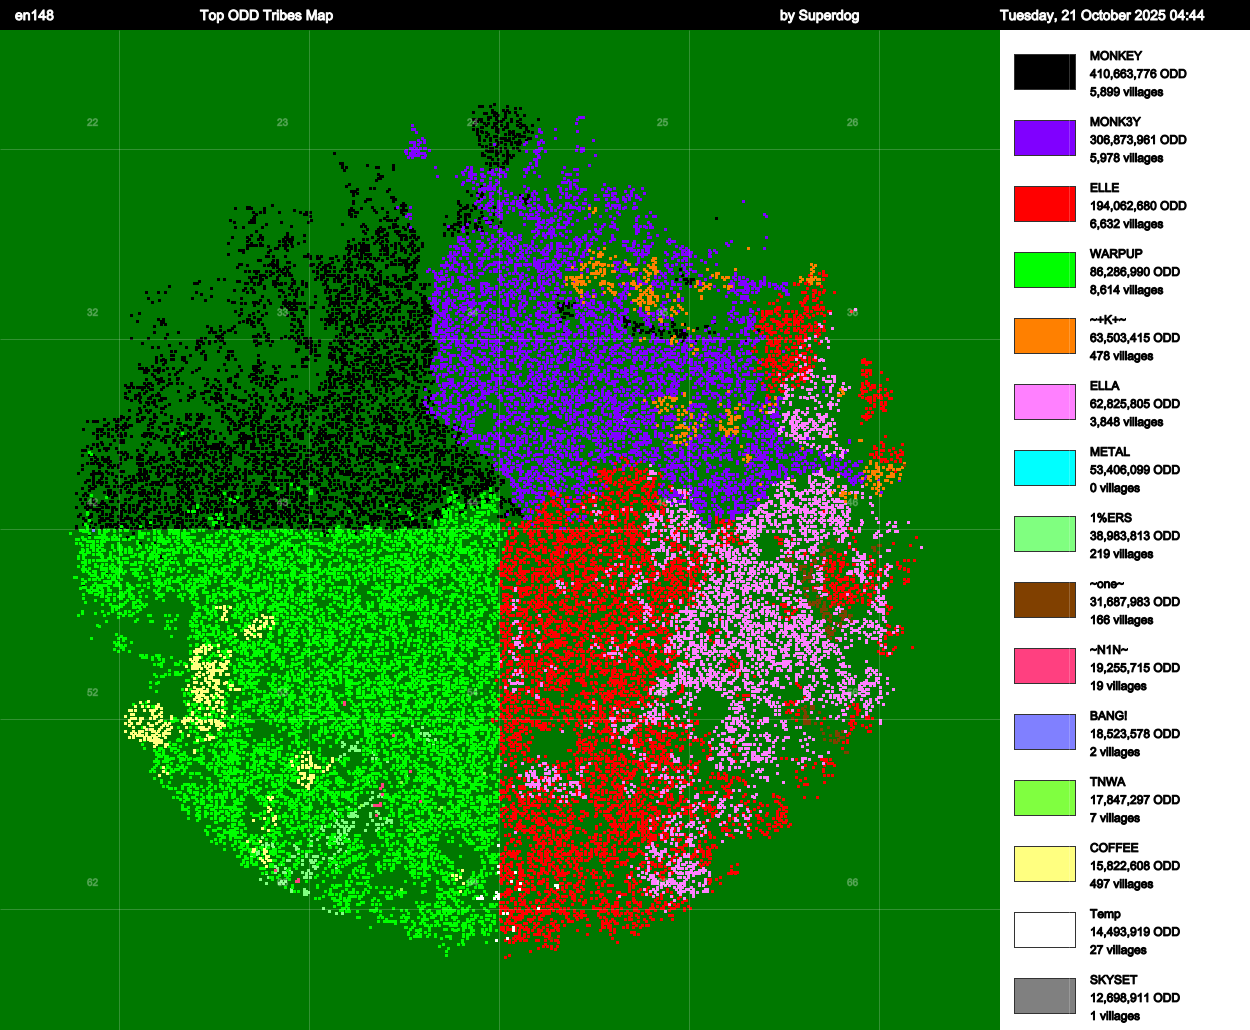 en148
Top ODD Tribes Map
by Superdog
Tuesday, 21 October 2025 04:44
MONKEY
410,663,776 ODD
5,899 villages
MONK3Y
306,873,961 ODD
5,978 villages
ELLE
194,062,680 ODD
6,632 villages
WARPUP
86,286,990 ODD
8,614 villages
~+K+~
63,503,415 ODD
478 villages
ELLA
62,825,805 ODD
3,848 villages
METAL
53,406,099 ODD
0 villages
1%ERS
38,983,813 ODD
219 villages
~one~
31,687,983 ODD
166 villages
~N1N~
19,255,715 ODD
19 villages
BANG!
18,523,578 ODD
2 villages
TNWA
17,847,297 ODD
7 villages
COFFEE
15,822,608 ODD
497 villages
Temp
14,493,919 ODD
27 villages
SKYSET
12,698,911 ODD
1 villages
22
23
25
26
32
33
34
35
52
62
66